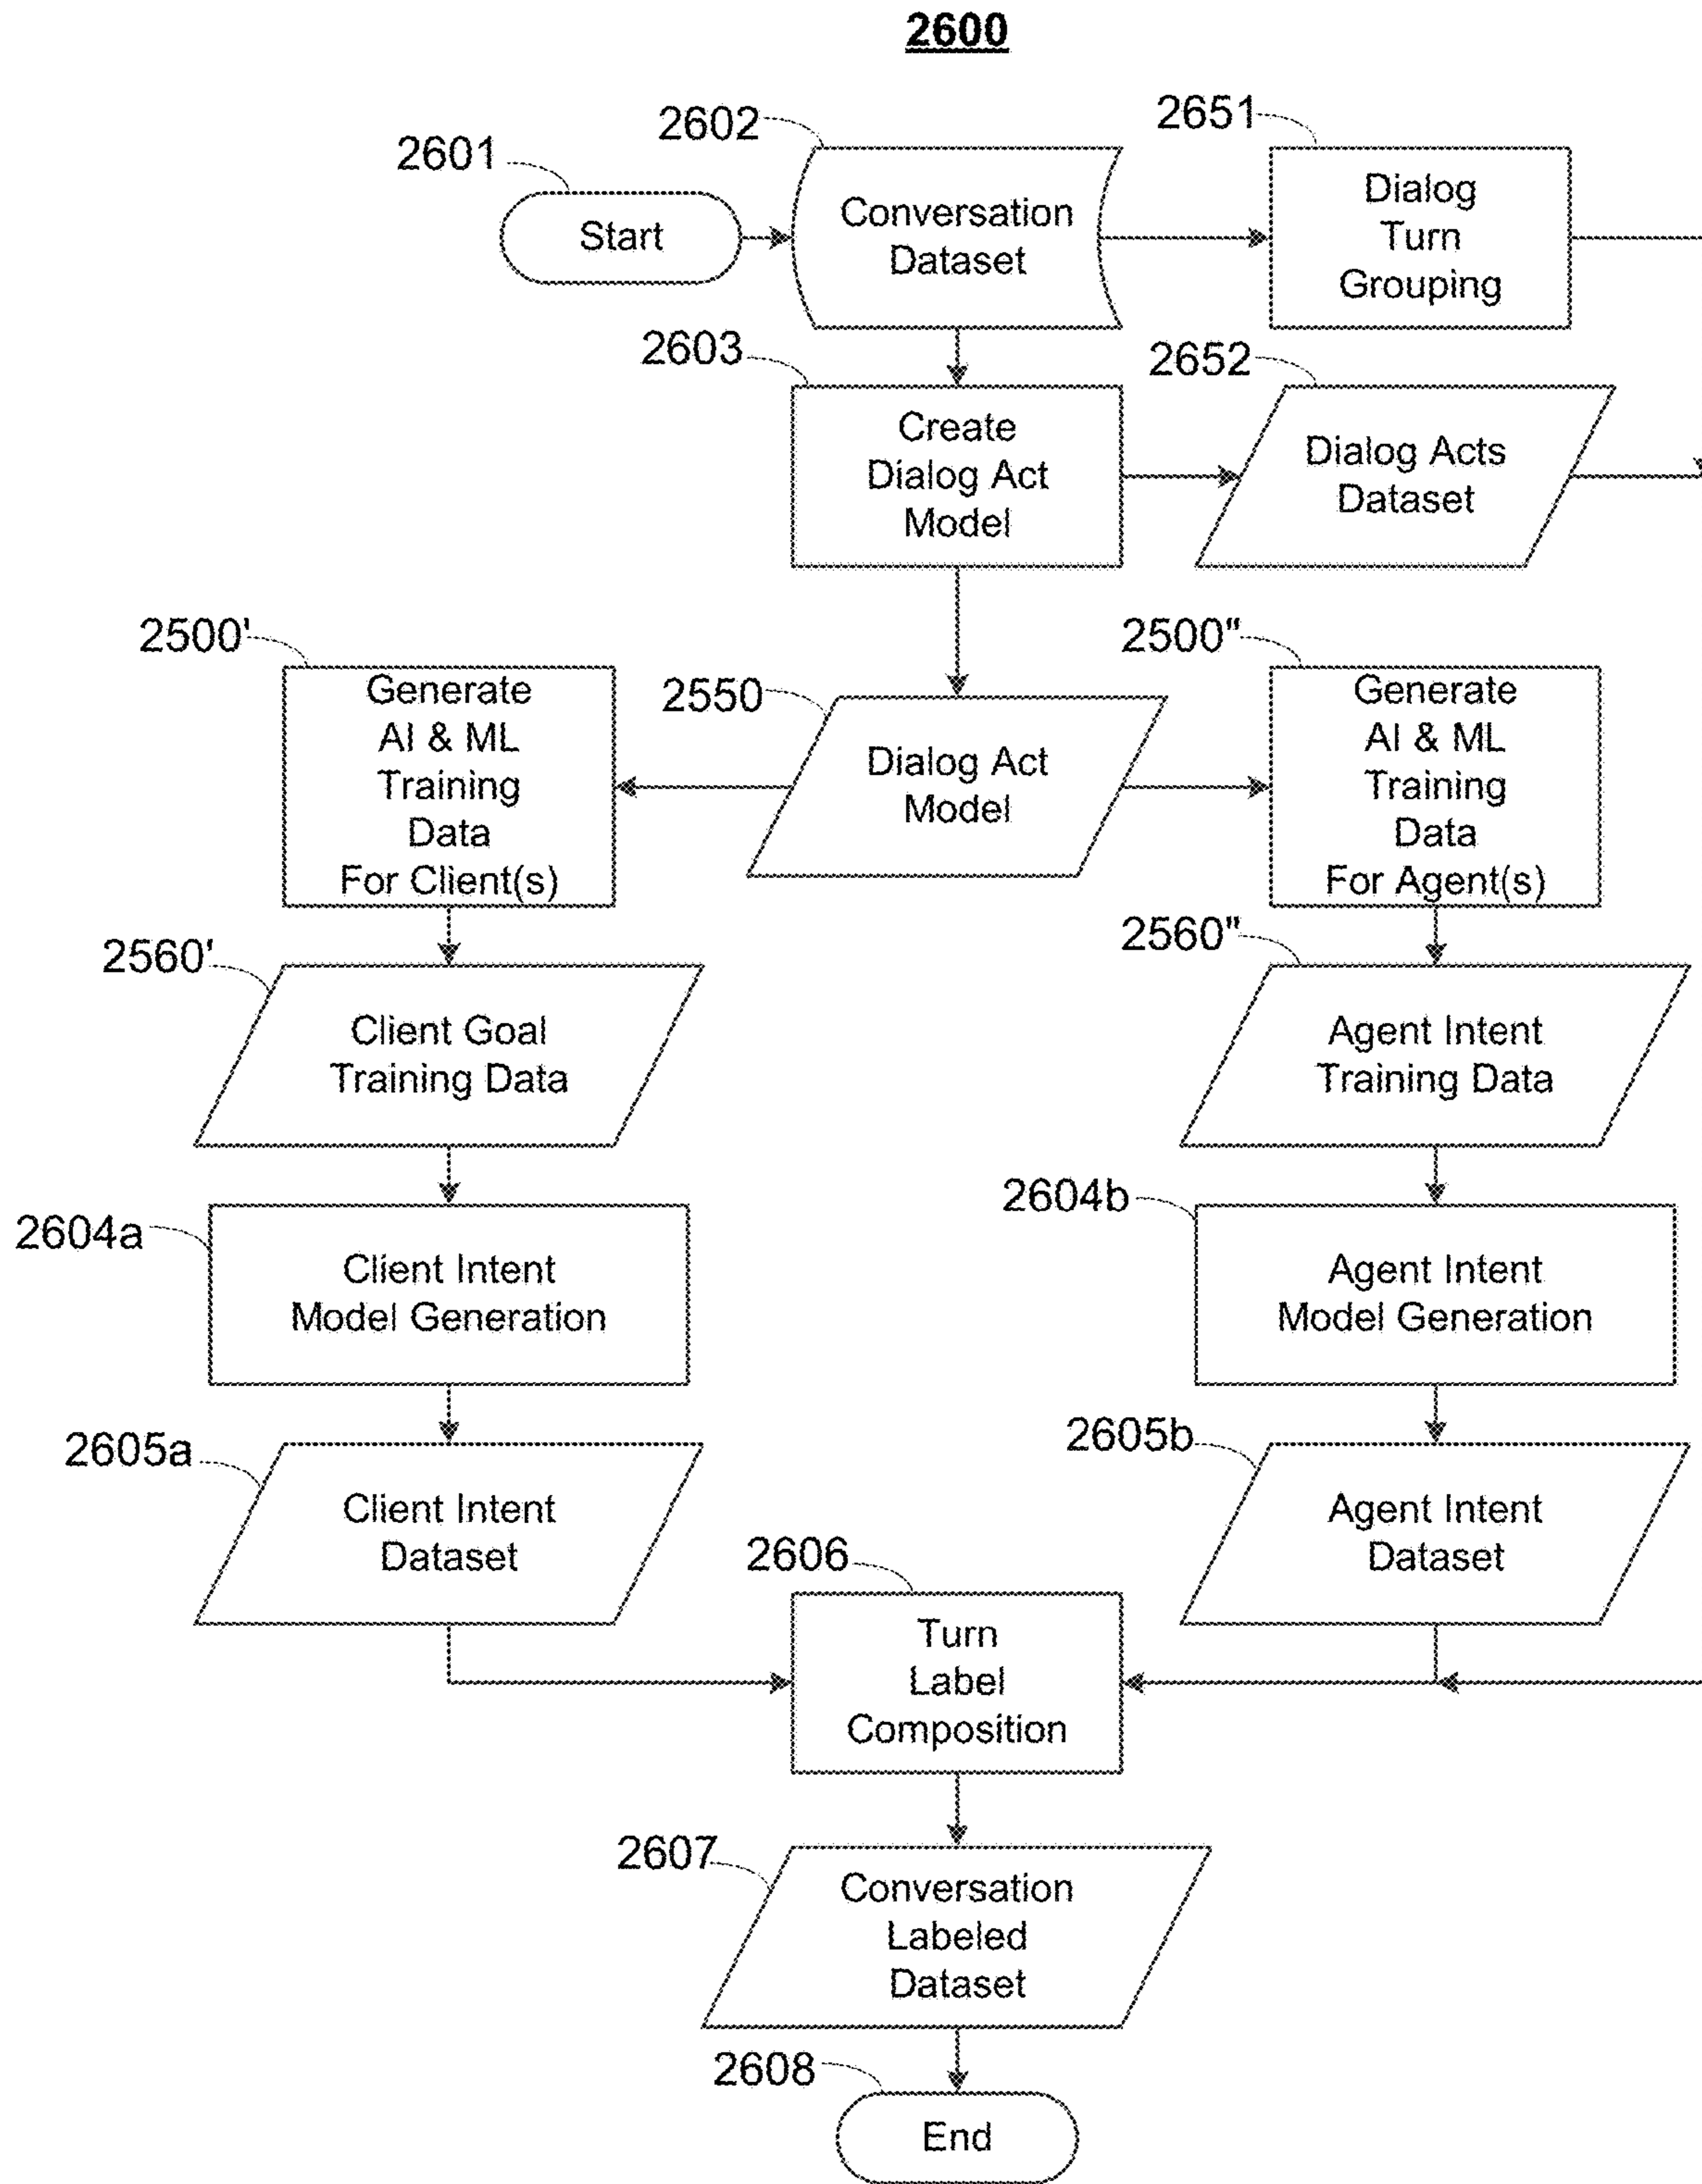 2600
2601
Start
2602
Conversation
Dataset
2651
Dialog
Turn
Grouping
2603
Create
Dialog Act
Model
2652
Dialog Acts
Dataset
2500'
Generate
AI & ML
Training
Data
For Client(s)
2550
Dialog Act
Model
2500"
Generate
AI & ML
Training
Data
For Agent(s)
2560'
Client Goal
Training Data
2560"
Agent Intent
Training Data
2604a
Client Intent
Model Generation
2604b
Agent Intent
Model Generation
2605a
Client Intent
Dataset
2605b
Agent Intent
Dataset
2606
Turn
Label
Composition
2607
Conversation
Labeled
Dataset
2608
End